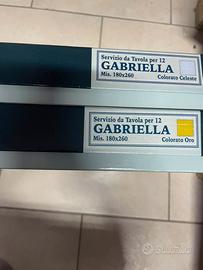 Servizio da Tavola per 12
GABRIELLA
Mis. 180x260
Colorato Celeste
Servizio da Tavola per 12
GABRIELLA
Mis. 180x260
Colorato Oro
subito